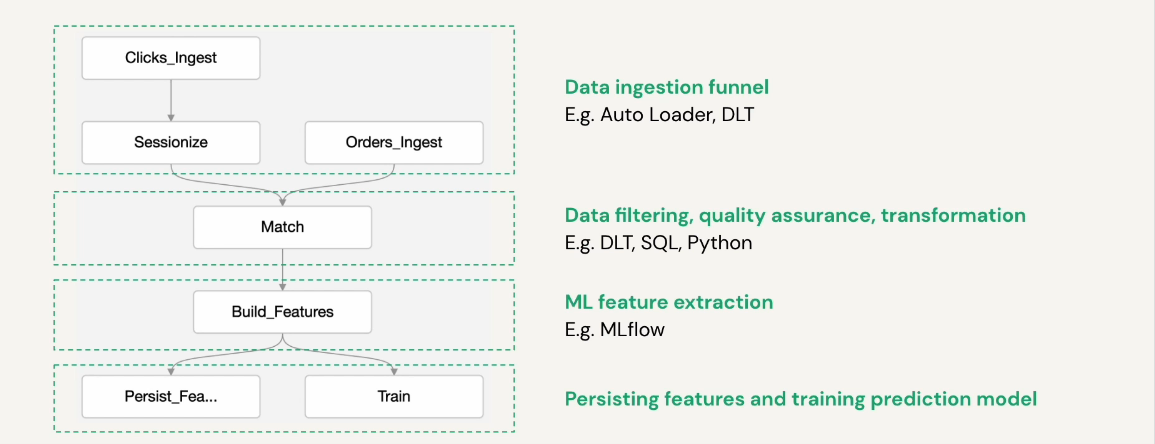 Clicks_Ingest
Sessionize
Orders_Ingest
Data ingestion funnel
E.g. Auto Loader, DLT
Match
Data filtering, quality assurance, transformation
E.g. DLT, SQL, Python
Build_Features
ML feature extraction
E.g. MLflow
Persist_Fea...
Train
Persisting features and training prediction model